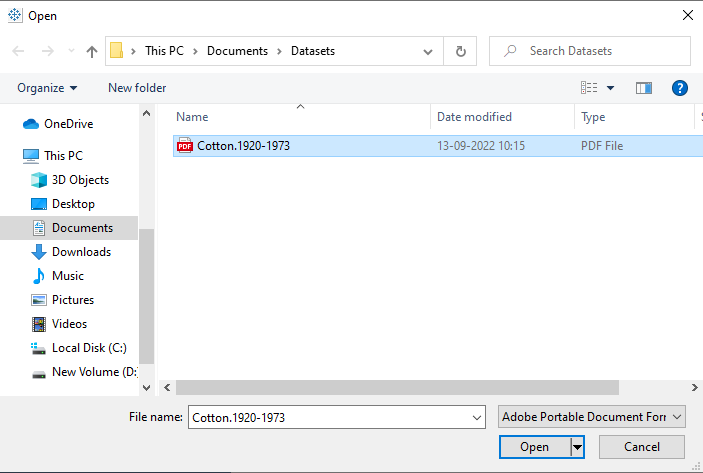 Open
This PC > Documents > Datasets
Search Datasets
Organize
New folder
?
Name
Date modified
Type
S
OneDrive
This PC
3D Objects
Desktop
Documents
Downloads
Music
Pictures
Videos
Local Disk (C:)
New Volume (D:
PDF
Cotton.1920-1973
13-09-2022 10:15
PDF File
File name:
Cotton.1920-1973
Adobe Portable Document Forr
Open
Cancel